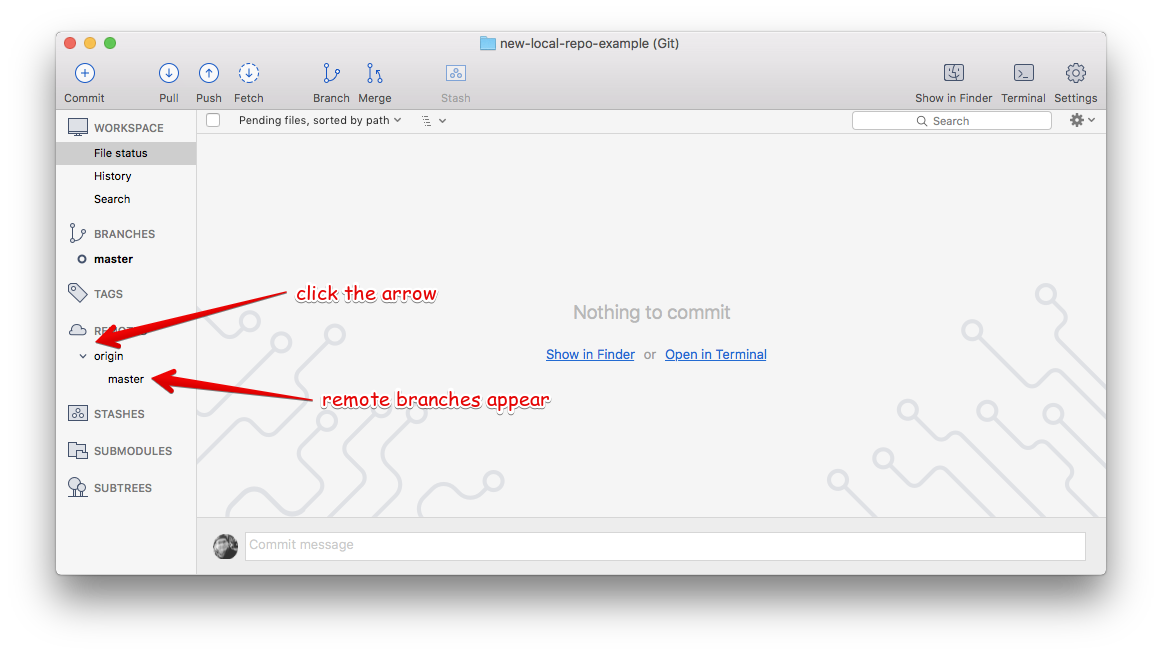 new-local-repo-example (Git)
Commit Pull Push Fetch Branch Merge Stash Show in Finder Terminal Settings
WORKSPACE
Pending files, sorted by path
Search
File status
History
Search
BRANCHES
master
TAGS
click the arrow
REMOTES
origin
master
remote branches appear
STASHES
SUBMODULES
SUBTREES
Nothing to commit
Show in Finder or Open in Terminal
Commit message